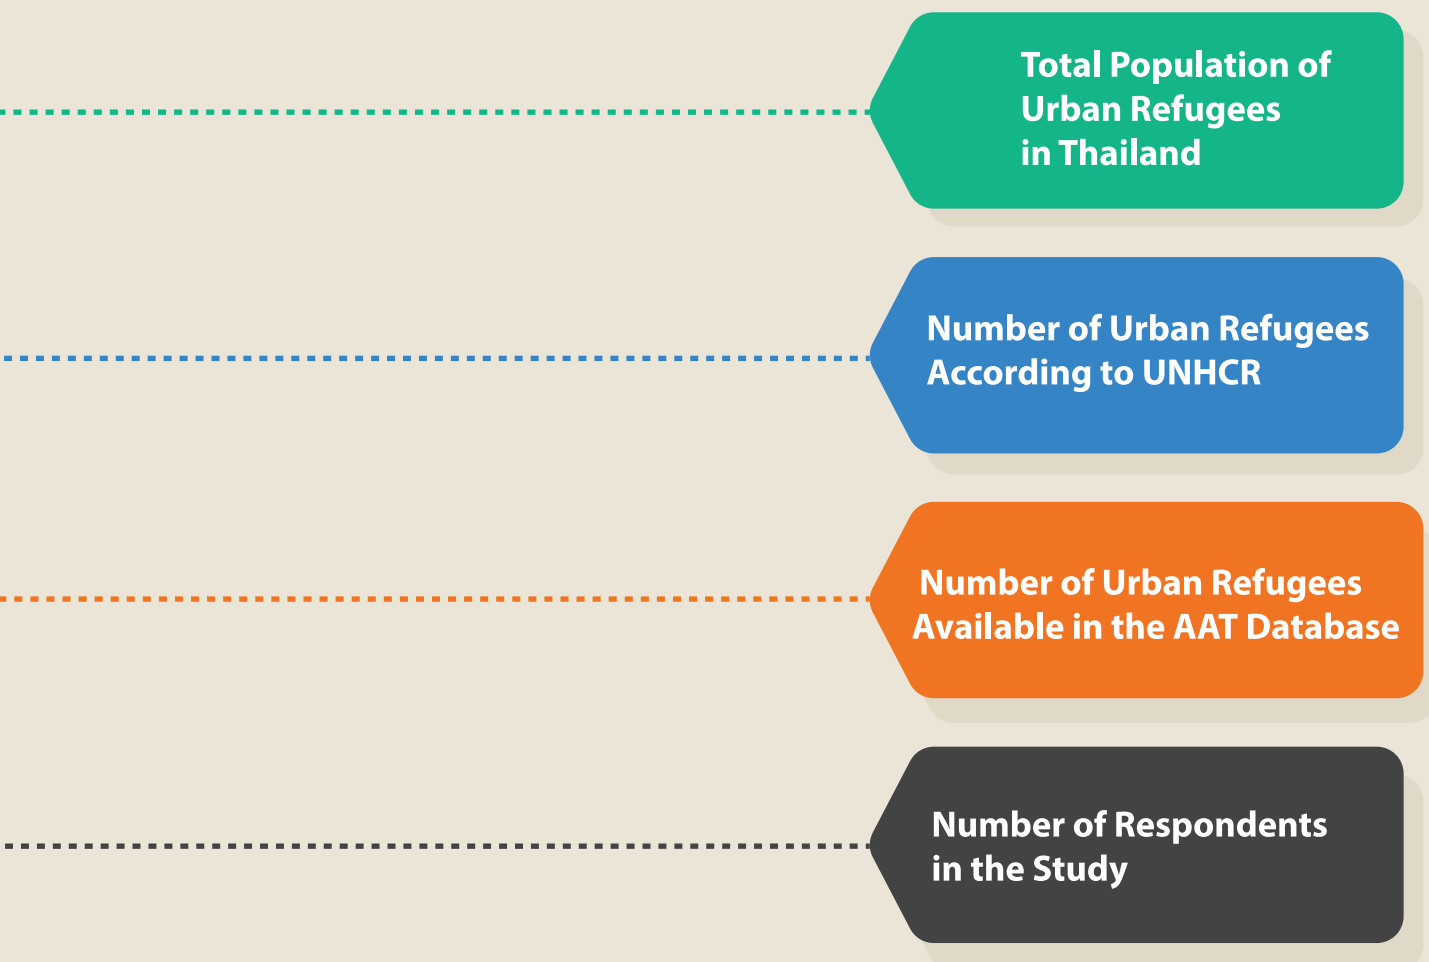 Total Population of
Urban Refugees
in Thailand
Number of Urban Refugees
According to UNHCR
Number of Urban Refugees
Available in the AAT Database
Number of Respondents
in the Study